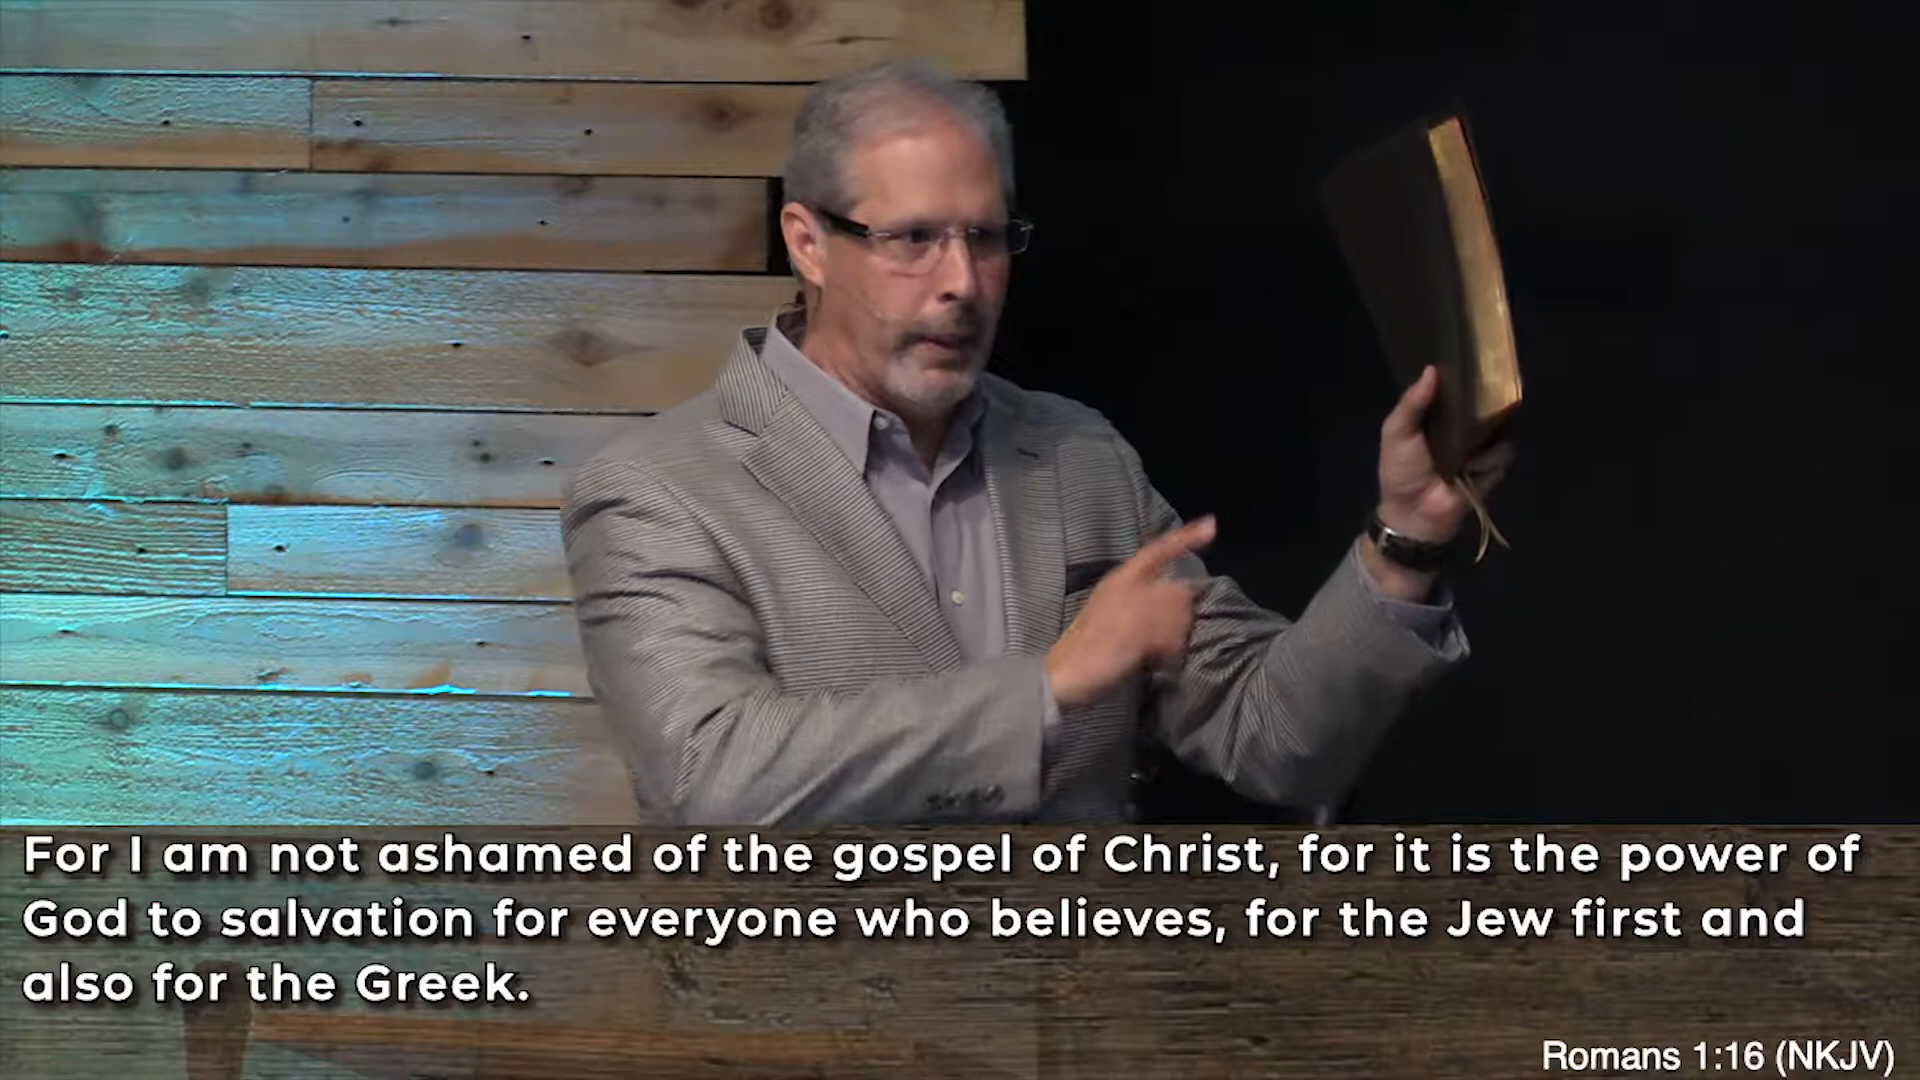 For I am not ashamed of the gospel of Christ, for it is the power of
God to salvation for everyone who believes, for the Jew first and
also for the Greek.
Romans 1:16 (NKJV)